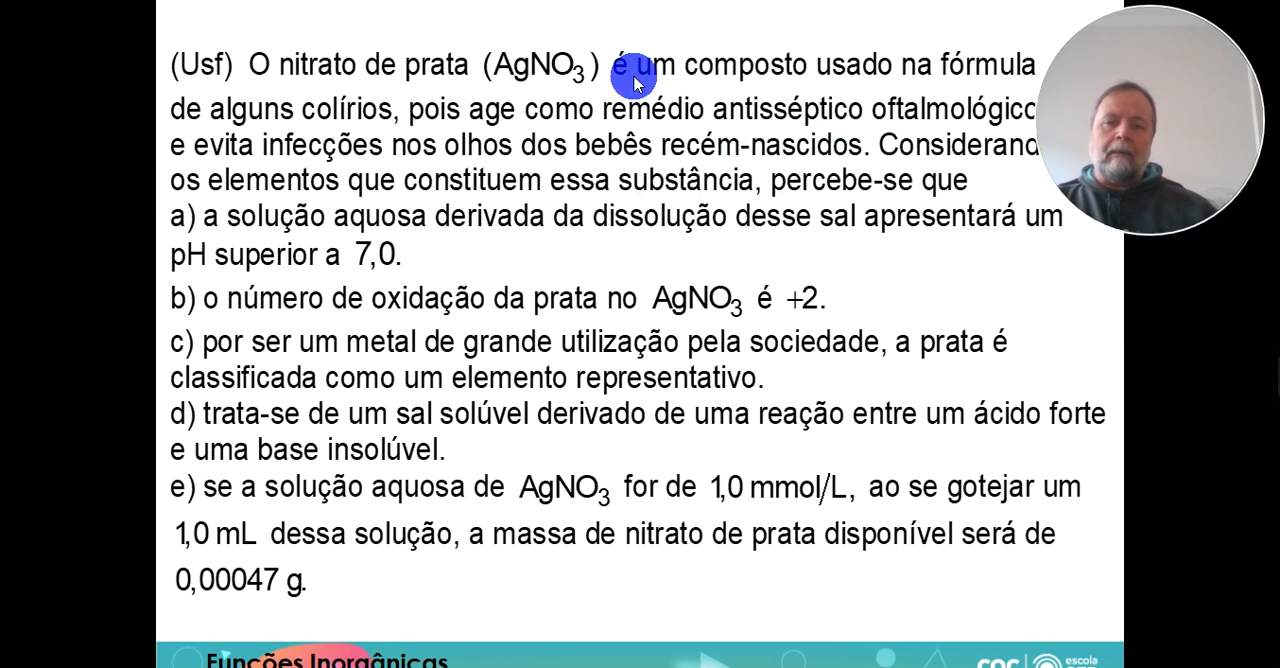 (Usf) O nitrato de prata (AgNO3) é um composto usado na fórmula
de alguns colírios, pois age como remédio antisséptico oftalmológico
e evita infecções nos olhos dos bebês recém-nascidos. Considerand
os elementos que constituem essa substância, percebe-se que
a) a solução aquosa derivada da dissolução desse sal apresentará um
pH superior a 7,0.
b) o número de oxidação da prata no AgNO3 é +2.
c) por ser um metal de grande utilização pela sociedade, a prata é
classificada como um elemento representativo.
d) trata-se de um sal solúvel derivado de uma reação entre um ácido forte
e uma base insolúvel.
e) se a solução aquosa de AgNO3 for de 1,0 mmol/L, ao se gotejar um
1,0 mL dessa solução, a massa de nitrato de prata disponível será de
0,00047 g.
Funções Inorgânicas
escola